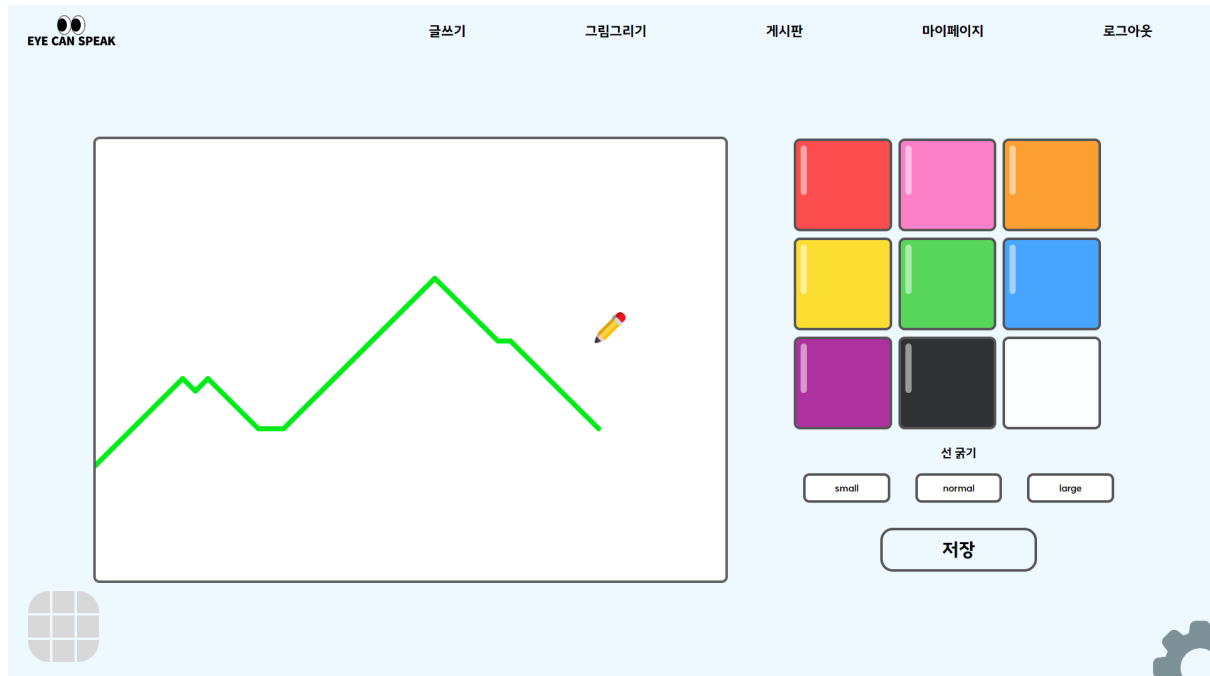 EYE CAN SPEAK
글쓰기
그림그리기
게시판
마이페이지
로그아웃
선 굵기
small
normal
large
저장